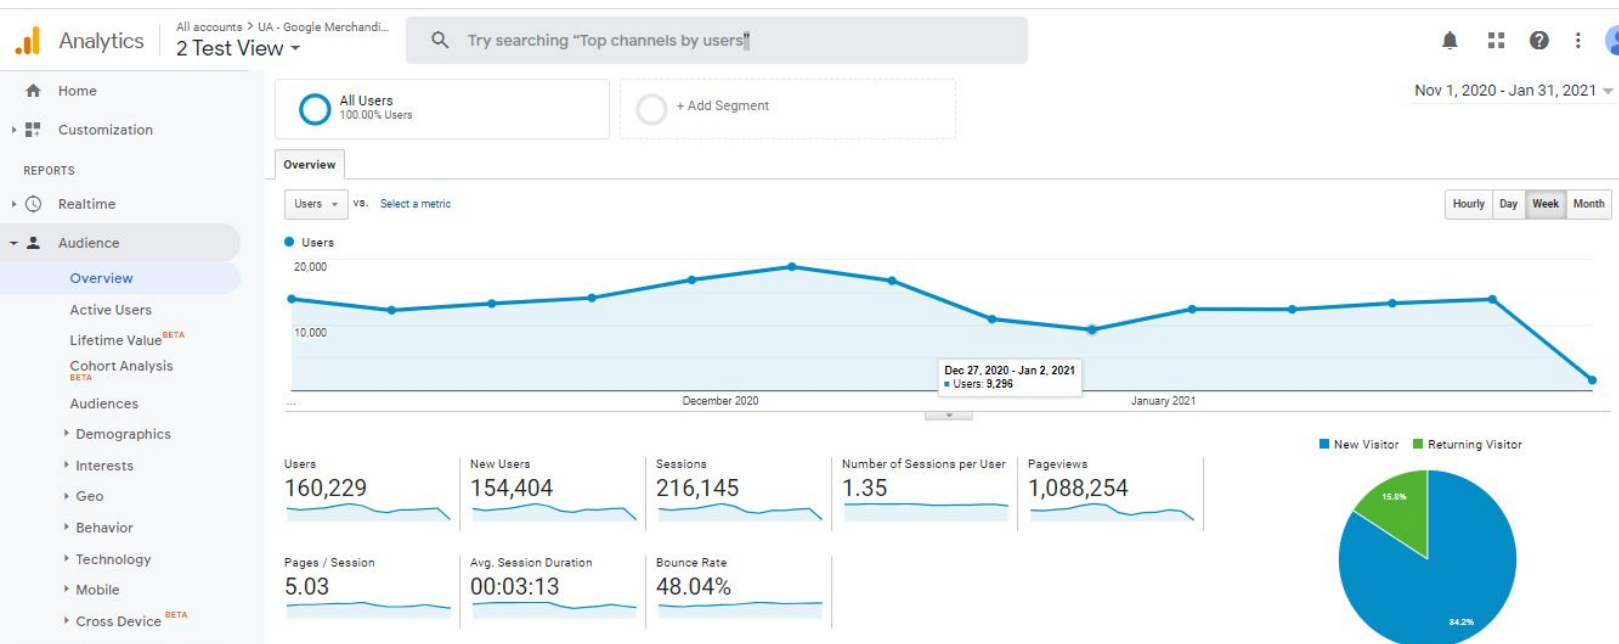 All accounts > UA - Google Merchandi...
Analytics
2 Test View
Try searching "Top channels by users"
Home
Customization
REPORTS
Realtime
Audience
Overview
Active Users
Lifetime Value BETA
Cohort Analysis
BETA
Audiences
Demographics
Interests
Geo
Behavior
Technology
Mobile
Cross Device BETA
All Users
100.00% Users
+ Add Segment
Nov 1, 2020 - Jan 31, 2021
Overview
Users VS. Select a metric
Hourly Day Week Month
Users
20,000
10,000
Dec 27, 2020 - Jan 2, 2021
Users: 9,296
... December 2020 January 2021
New Visitor Returning Visitor
Users
160,229
New Users
154,404
Sessions
216,145
Number of Sessions per User
1.35
Pageviews
1,088,254
Pages / Session
5.03
Avg. Session Duration
00:03:13
Bounce Rate
48.04%
15.8%
84.2%